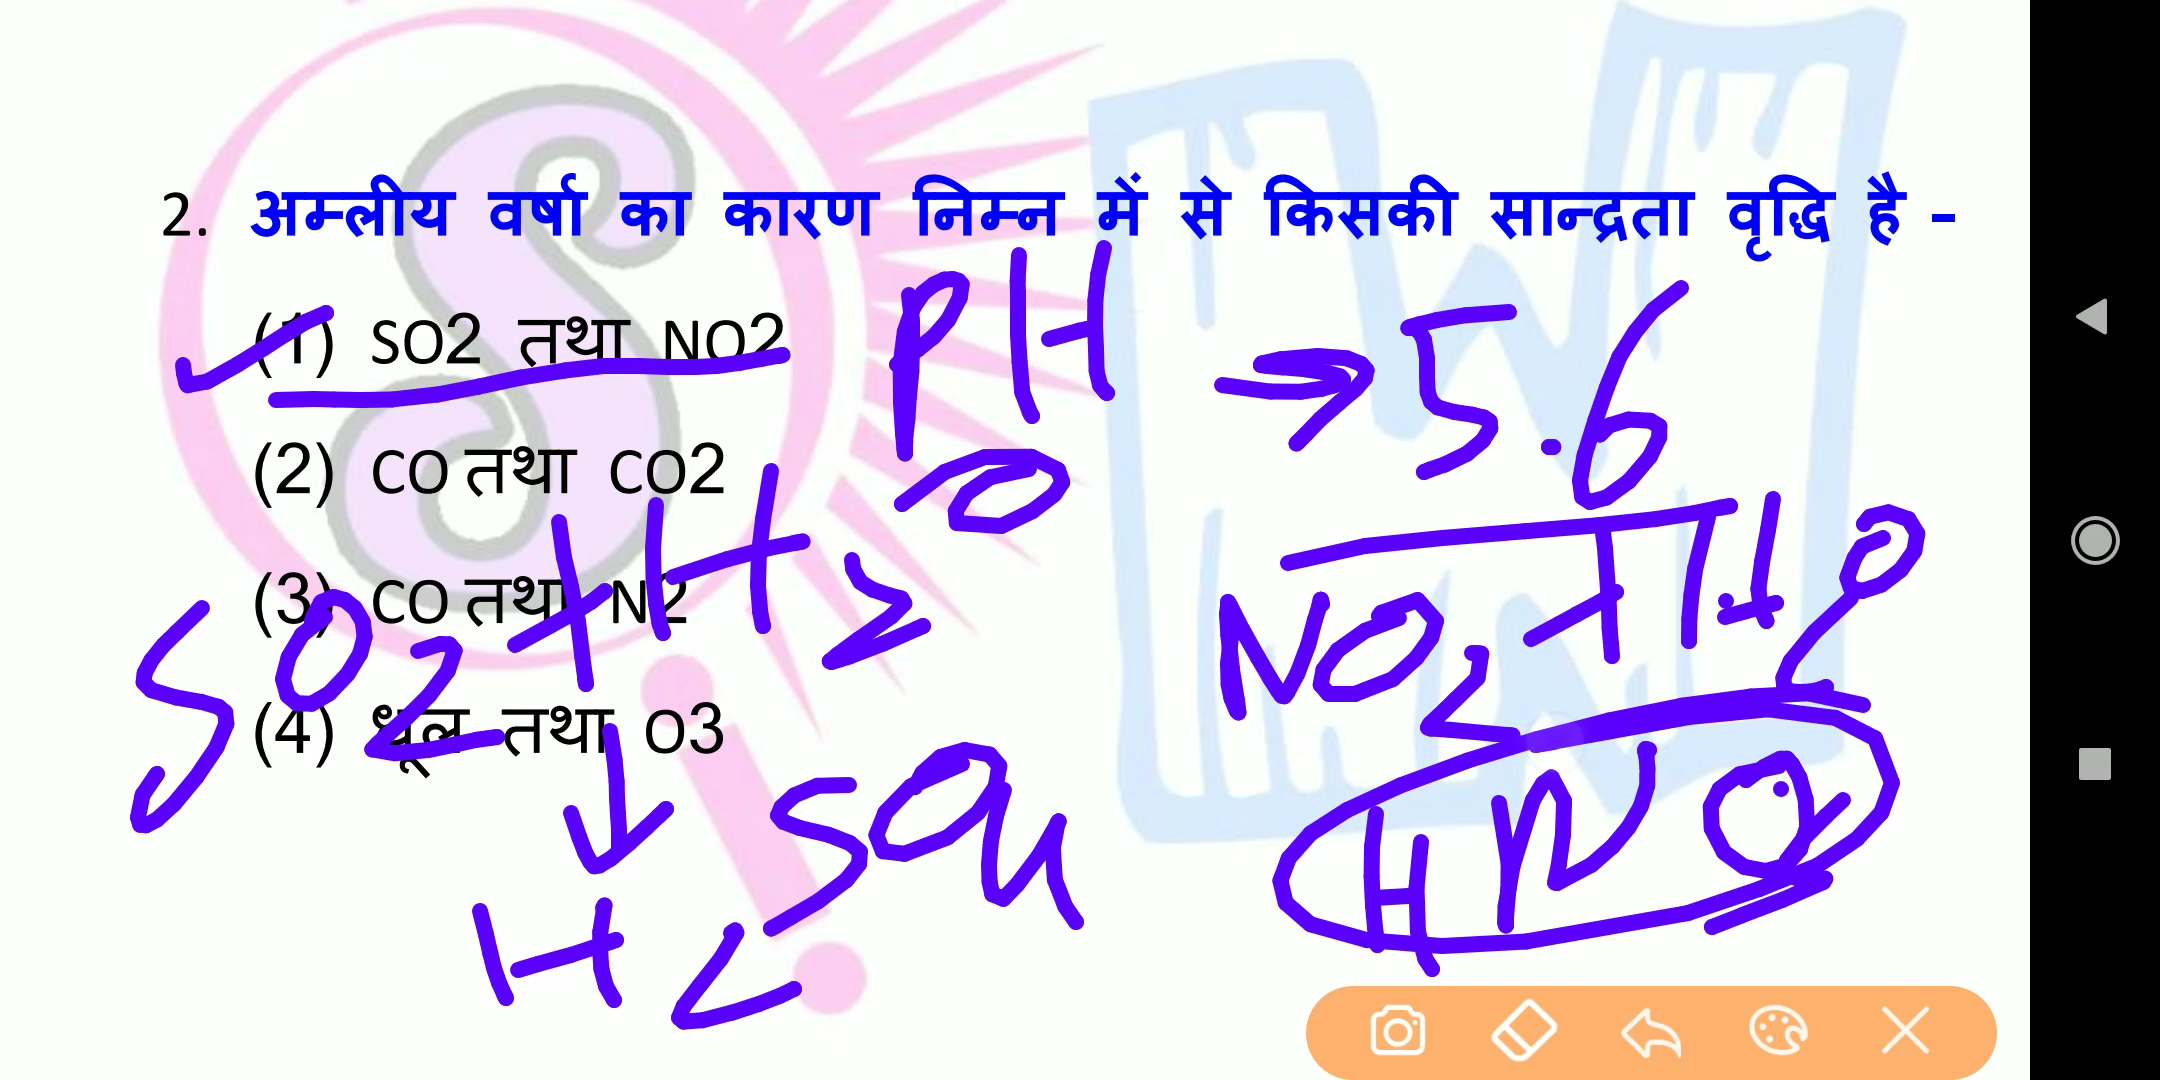 2. अम्लीय वर्षा का कारण निम्न में से किसकी सान्द्रता वृद्धि है –
(1) SO2 तथा NO2
pH → 5.6
(2) CO तथा CO2
(3) CO तथा N2
(4) धूल तथा O3
SO2 + H2O
NO2 + H2O
H2SO4
HNO